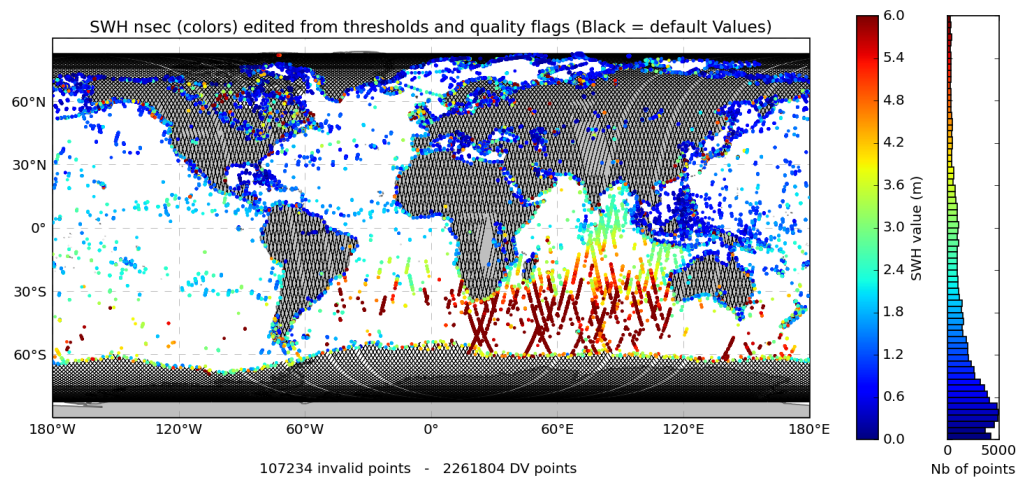 SWH nsec (colors) edited from thresholds and quality flags (Black = default Values)
60°N
30°N
0°
30°S
60°S
180°W 120°W 60°W 0° 60°E 120°E 180°E
107234 invalid points - 2261804 DV points
6.0
5.4
4.8
4.2
3.6
3.0
2.4
1.8
1.2
0.6
0.0
SWH value (m)
0 5000
Nb of points